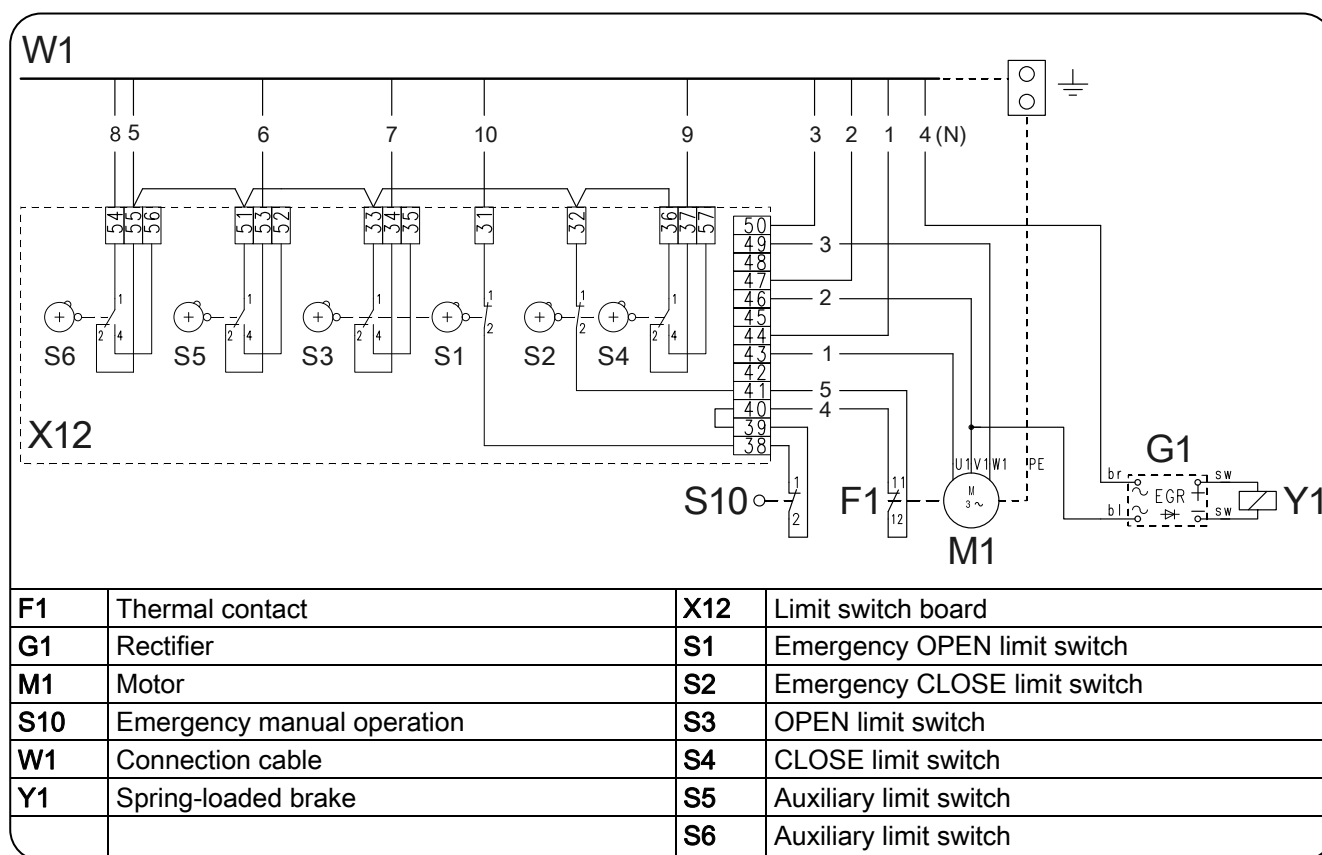 W1
8 5 6 7 10 9 3 2 1 4 (N)
54 55 56 51 53 52 33 34 35 31 32 36 37 57
50
49 3
48
47
46 2
45
44
43 1
42
41 5
40 4
39
38
1 1 1 1 1 1
2 4 2 4 2 4 2 2 2 4
S6 S5 S3 S1 S2 S4
X12
S10 1 2
F1 11 12
U1 V1 W1 PE
M 3 ~
M1
G1
br sw
~ EGR +
bl ~ − sw
Y1
F1 Thermal contact X12 Limit switch board
G1 Rectifier S1 Emergency OPEN limit switch
M1 Motor S2 Emergency CLOSE limit switch
S10 Emergency manual operation S3 OPEN limit switch
W1 Connection cable S4 CLOSE limit switch
Y1 Spring-loaded brake S5 Auxiliary limit switch
S6 Auxiliary limit switch